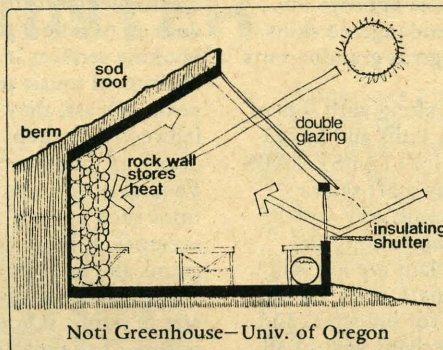 sod
roof
berm
double
glazing
rock wall
stores
heat
insulating
shutter
Noti Greenhouse—Univ. of Oregon